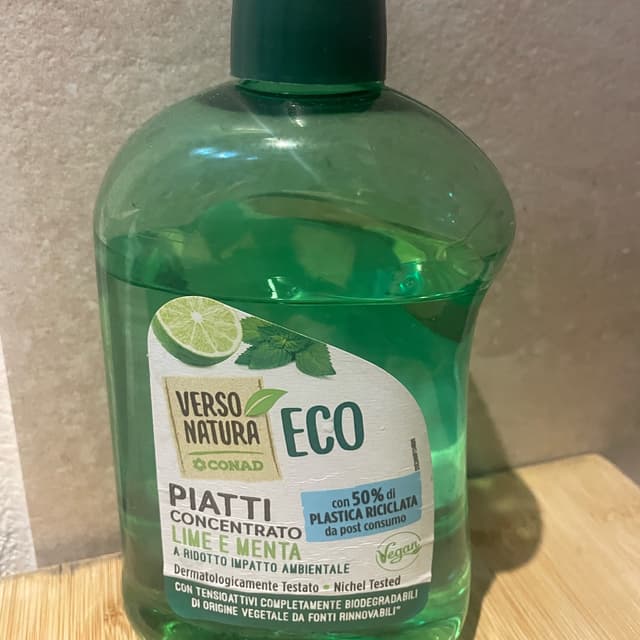 VERSO
NATURA
CONAD
ECO
PIATTI
CONCENTRATO
LIME E MENTA
A RIDOTTO IMPATTO AMBIENTALE
con 50% di
PLASTICA RICICLATA
da post consumo
Vegan
Dermatologicamente Testato • Nichel Tested
CON TENSIOATTIVI COMPLETAMENTE BIODEGRADABILI
DI ORIGINE VEGETALE DA FONTI RINNOVABILI*